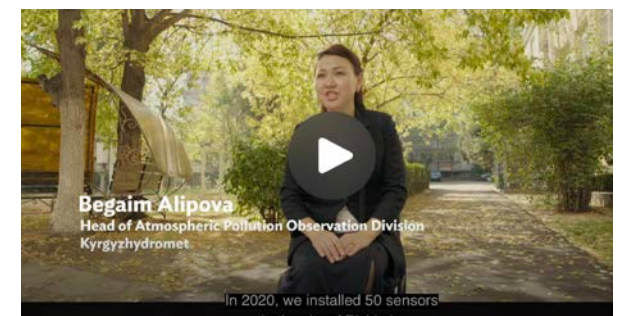 Begaim Alipova
Head of Atmospheric Pollution Observation Division
Kyrgyzhydromet
In 2020, we installed 50 sensors